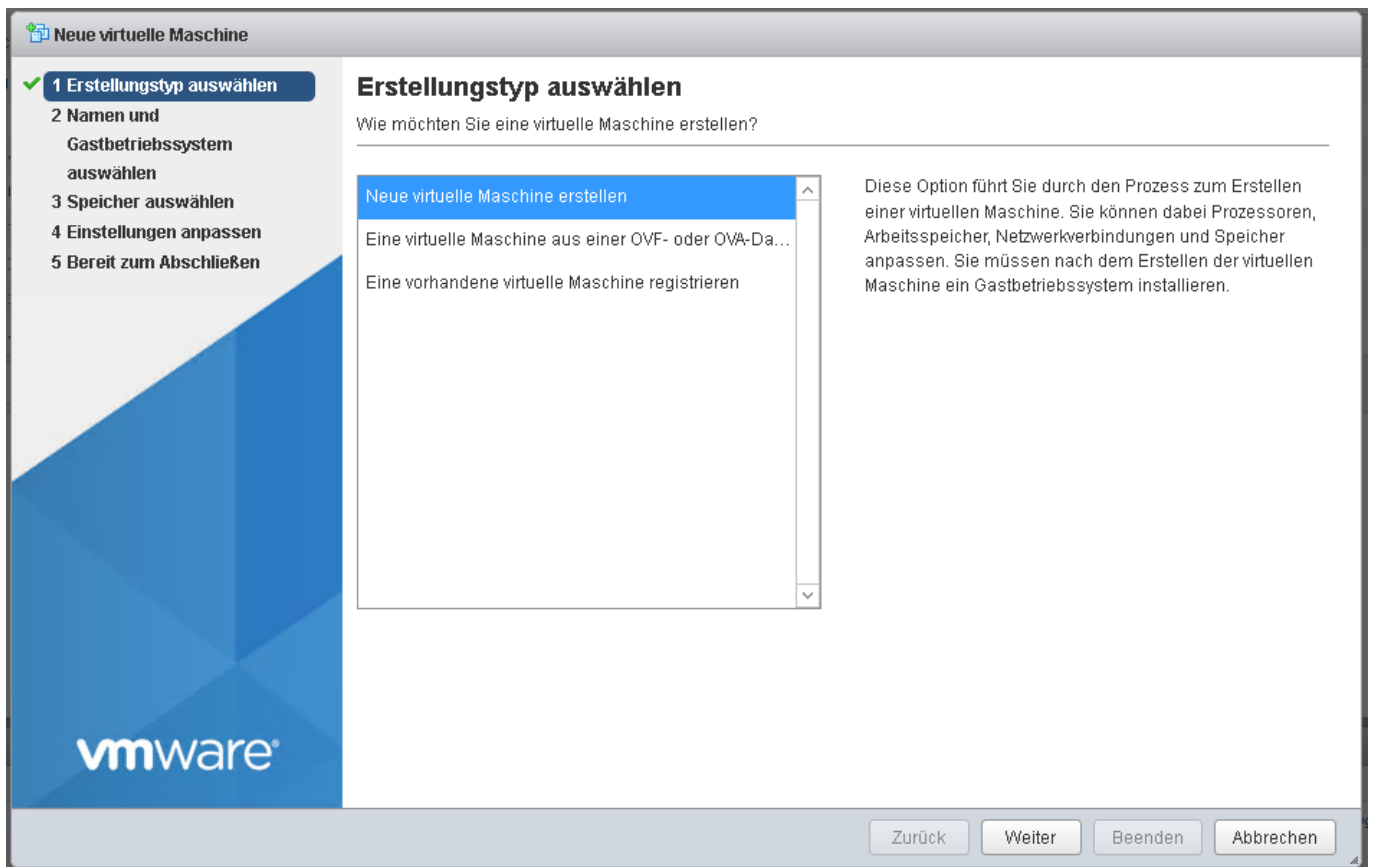 Neue virtuelle Maschine
1 Erstellungstyp auswählen
2 Namen und
Gastbetriebssystem
auswählen
3 Speicher auswählen
4 Einstellungen anpassen
5 Bereit zum Abschließen
vmware®
Erstellungstyp auswählen
Wie möchten Sie eine virtuelle Maschine erstellen?
Neue virtuelle Maschine erstellen
Eine virtuelle Maschine aus einer OVF- oder OVA-Da...
Eine vorhandene virtuelle Maschine registrieren
Diese Option führt Sie durch den Prozess zum Erstellen
einer virtuellen Maschine. Sie können dabei Prozessoren,
Arbeitsspeicher, Netzwerkverbindungen und Speicher
anpassen. Sie müssen nach dem Erstellen der virtuellen
Maschine ein Gastbetriebssystem installieren.
Zurück
Weiter
Beenden
Abbrechen